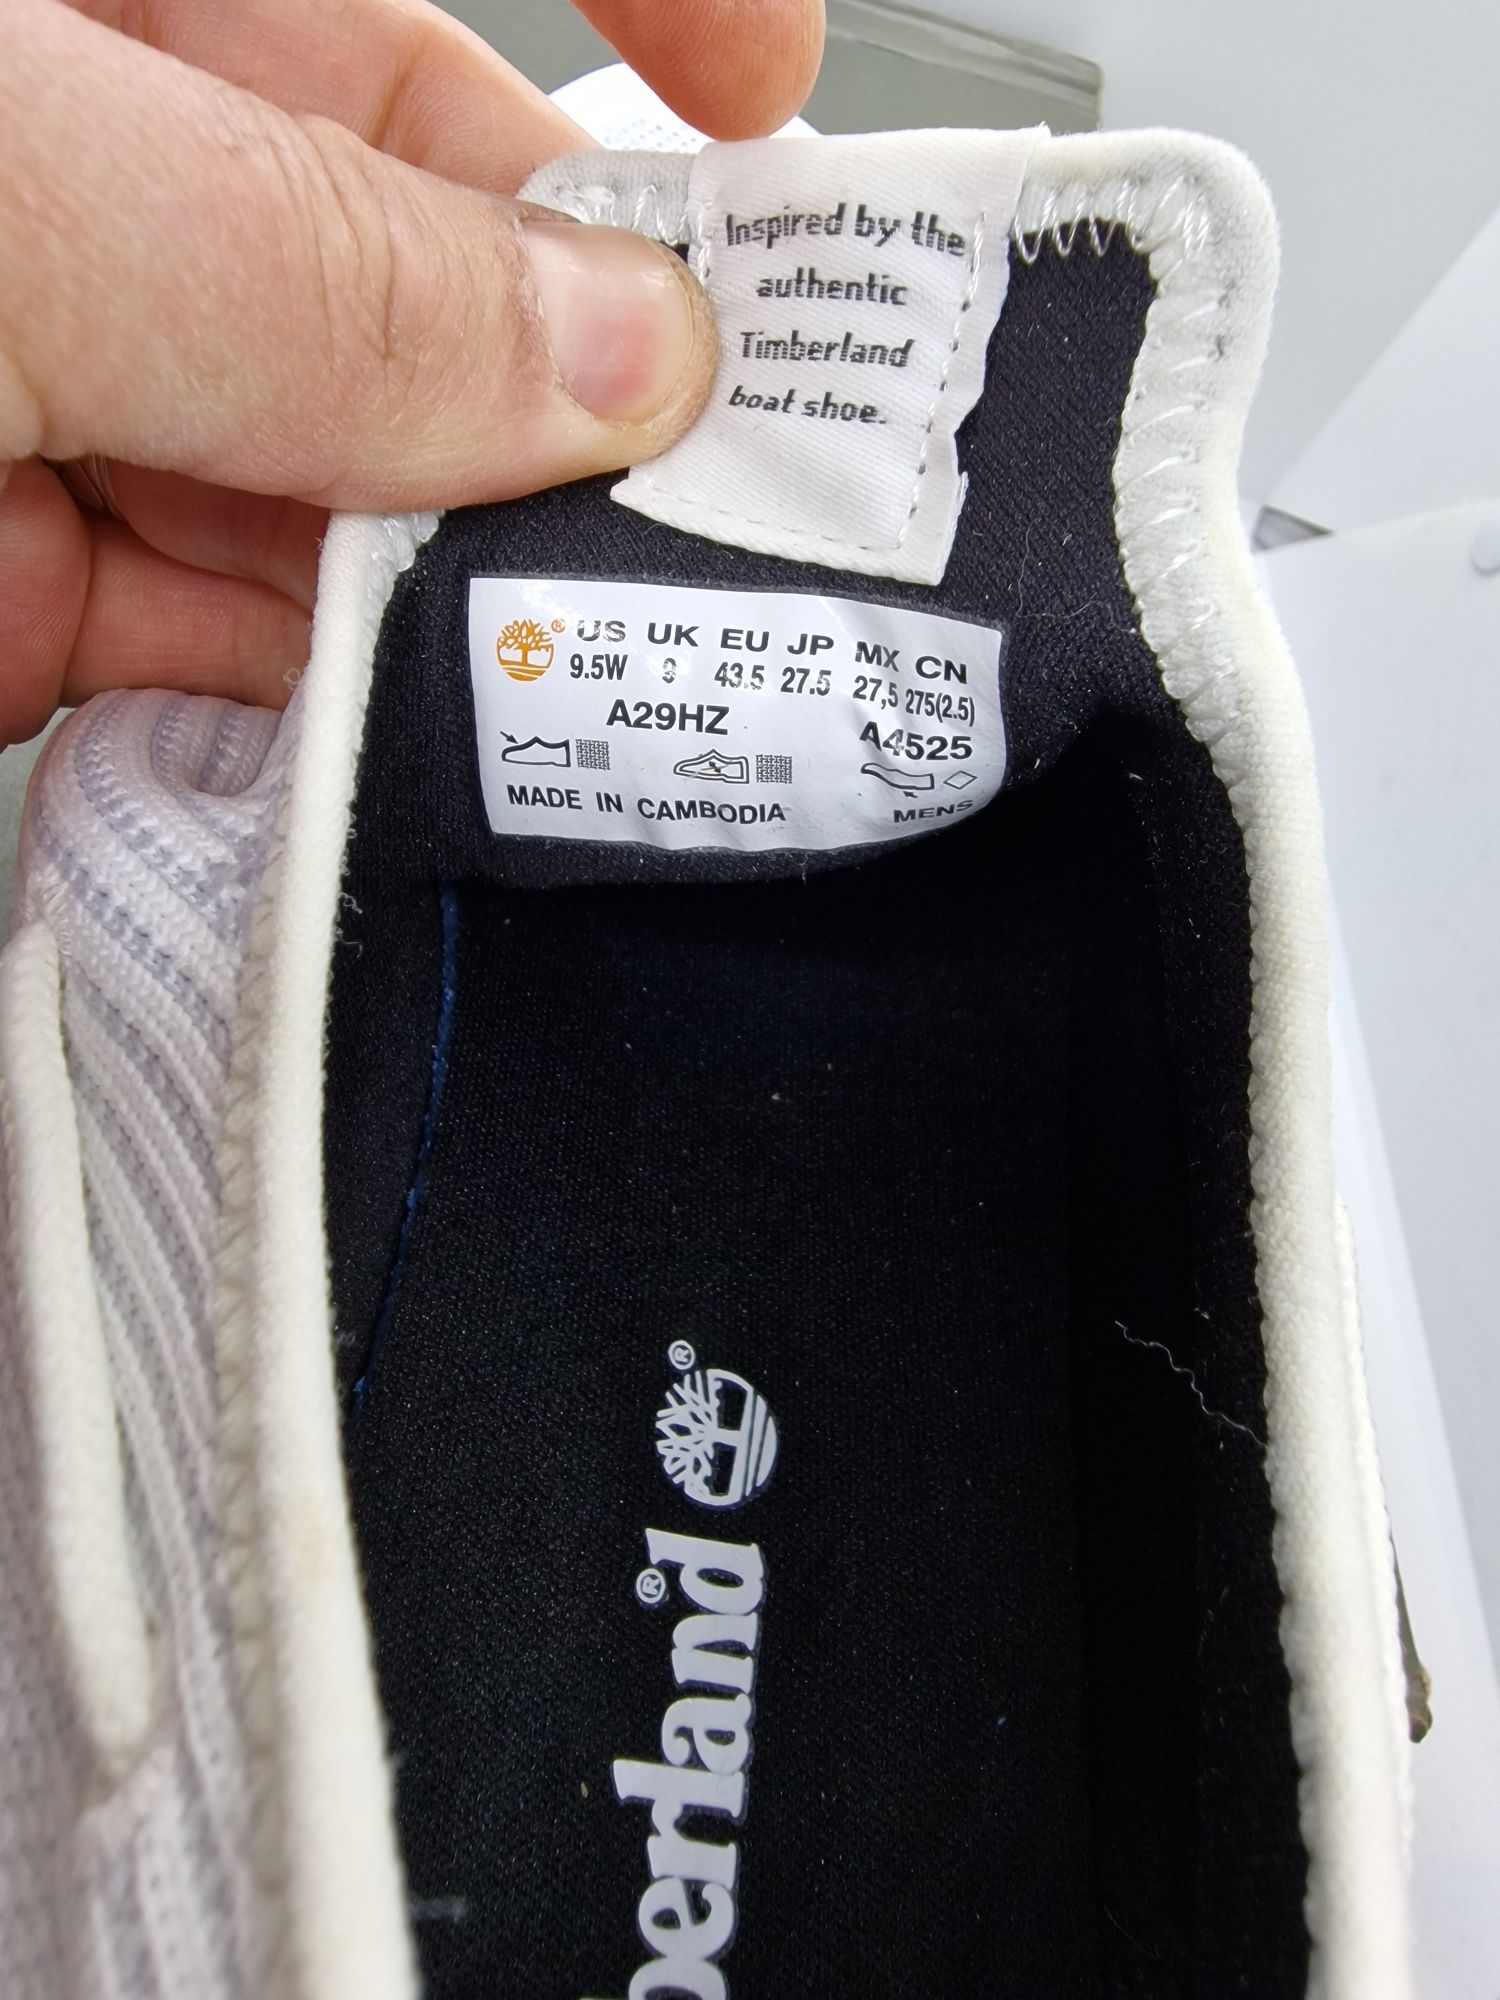 Inspired by the
authentic
Timberland
boat shoe.
® US UK EU JP MX CN
9.5W 9 43.5 27.5 27,5 275(2.5)
A29HZ A4525
MADE IN CAMBODIA MENS
®
berland®